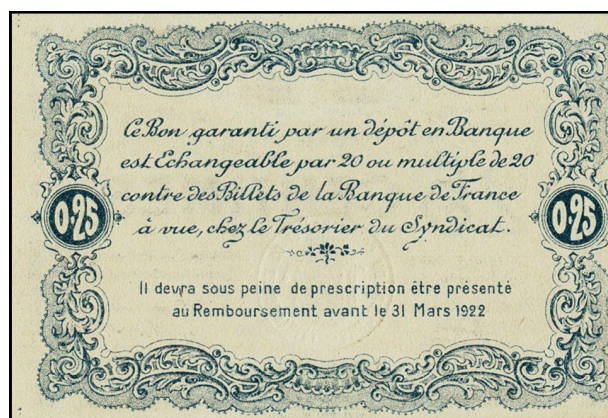 Ce Bon garanti par un dépôt en Banque
est Echangeable par 20 ou multiple de 20
contre des Billets de la Banque de France
0.25
à vue, chez le Trésorier du Syndicat.
0.25
Il devra sous peine de prescription être présenté
au Remboursement avant le 31 Mars 1922